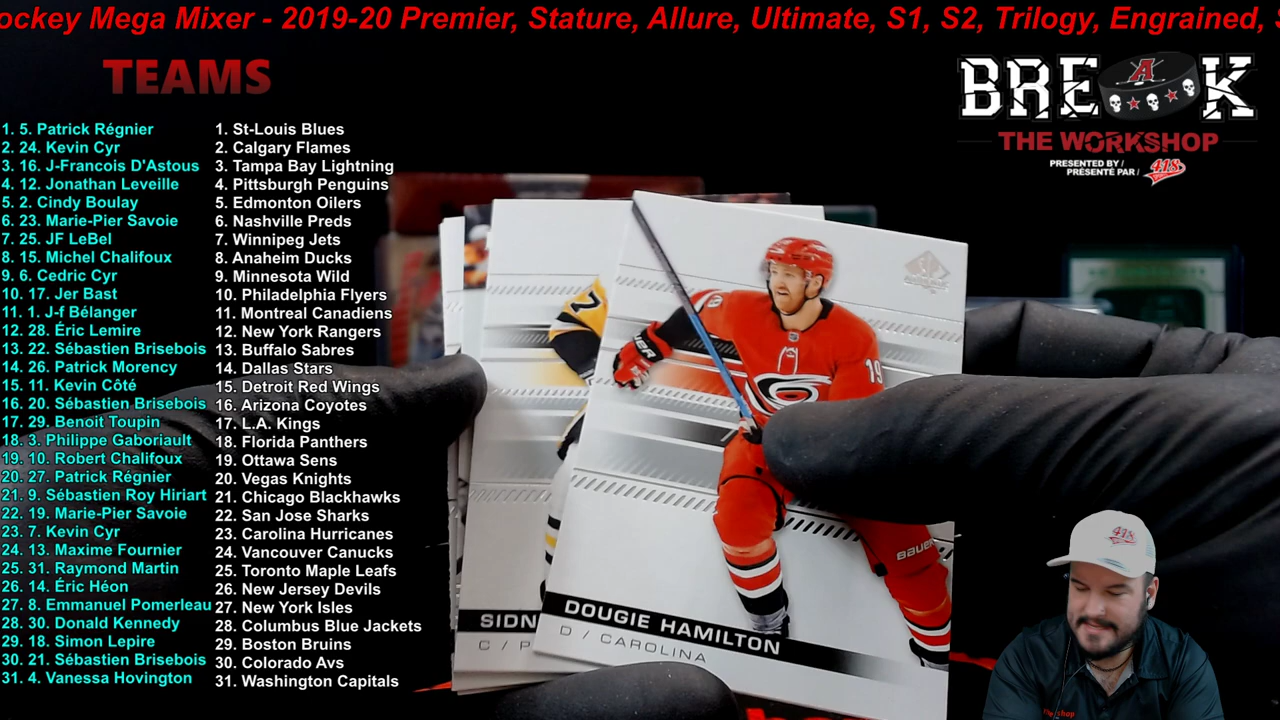 ockey Mega Mixer - 2019-20 Premier, Stature, Allure, Ultimate, S1, S2, Trilogy, Engrained,
TEAMS
BREAK
THE WORKSHOP
PRESENTED BY /
PRÉSENTÉ PAR /
418
1. 5. Patrick Régnier
2. 24. Kevin Cyr
3. 16. J-Francois D'Astous
4. 12. Jonathan Leveille
5. 2. Cindy Boulay
6. 23. Marie-Pier Savoie
7. 25. JF LeBel
8. 15. Michel Chalifoux
9. 6. Cedric Cyr
10. 17. Jer Bast
11. 1. J-f Bélanger
12. 28. Éric Lemire
13. 22. Sébastien Brisebois
14. 26. Patrick Morency
15. 11. Kevin Côté
16. 20. Sébastien Brisebois
17. 29. Benoit Toupin
18. 3. Philippe Gaboriault
19. 10. Robert Chalifoux
20. 27. Patrick Régnier
21. 9. Sébastien Roy Hiriart
22. 19. Marie-Pier Savoie
23. 7. Kevin Cyr
24. 13. Maxime Fournier
25. 31. Raymond Martin
26. 14. Éric Héon
27. 8. Emmanuel Pomerleau
28. 30. Donald Kennedy
29. 18. Simon Lepire
30. 21. Sébastien Brisebois
31. 4. Vanessa Hovington
1. St-Louis Blues
2. Calgary Flames
3. Tampa Bay Lightning
4. Pittsburgh Penguins
5. Edmonton Oilers
6. Nashville Preds
7. Winnipeg Jets
8. Anaheim Ducks
9. Minnesota Wild
10. Philadelphia Flyers
11. Montreal Canadiens
12. New York Rangers
13. Buffalo Sabres
14. Dallas Stars
15. Detroit Red Wings
16. Arizona Coyotes
17. L.A. Kings
18. Florida Panthers
19. Ottawa Sens
20. Vegas Knights
21. Chicago Blackhawks
22. San Jose Sharks
23. Carolina Hurricanes
24. Vancouver Canucks
25. Toronto Maple Leafs
26. New Jersey Devils
27. New York Isles
28. Columbus Blue Jackets
29. Boston Bruins
30. Colorado Avs
31. Washington Capitals
7
19
BAUER
BAUER
SIDN
C / P
DOUGIE HAMILTON
D / CAROLINA
418